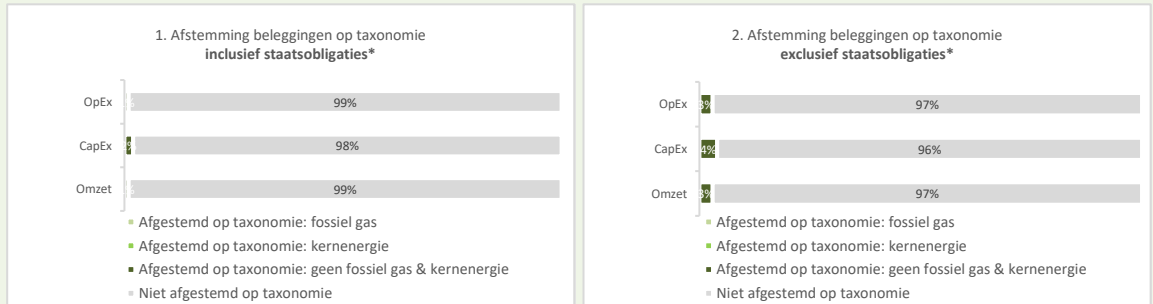 1. Afstemming beleggingen op taxonomie
inclusief staatsobligaties*
OpEx
99%
CapEx
98%
Omzet
99%
Afgestemd op taxonomie: fossiel gas
Afgestemd op taxonomie: kernenergie
Afgestemd op taxonomie: geen fossiel gas & kernenergie
Niet afgestemd op taxonomie
2. Afstemming beleggingen op taxonomie
exclusief staatsobligaties*
OpEx
3%
97%
CapEx
4%
96%
Omzet
3%
97%
Afgestemd op taxonomie: fossiel gas
Afgestemd op taxonomie: kernenergie
Afgestemd op taxonomie: geen fossiel gas & kernenergie
Niet afgestemd op taxonomie